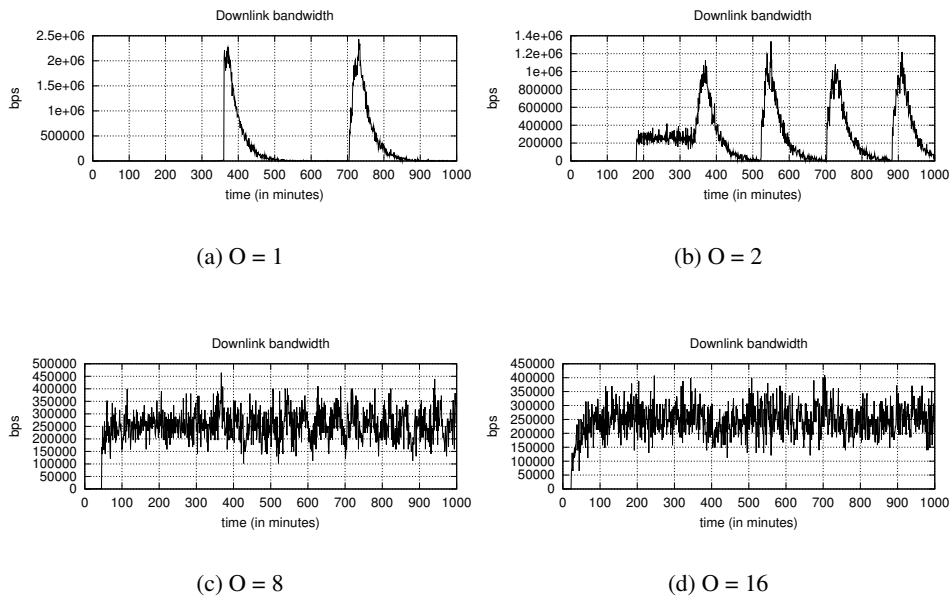 Downlink bandwidth
2.5e+06
2e+06
1.5e+06
1e+06
500000
0
bps
0 100 200 300 400 500 600 700 800 900 1000
time (in minutes)
(a) O = 1
Downlink bandwidth
1.4e+06
1.2e+06
1e+06
800000
600000
400000
200000
0
bps
0 100 200 300 400 500 600 700 800 900 1000
time (in minutes)
(b) O = 2
Downlink bandwidth
500000
450000
400000
350000
300000
250000
200000
150000
100000
50000
0
bps
0 100 200 300 400 500 600 700 800 900 1000
time (in minutes)
(c) O = 8
Downlink bandwidth
450000
400000
350000
300000
250000
200000
150000
100000
50000
0
bps
0 100 200 300 400 500 600 700 800 900 1000
time (in minutes)
(d) O = 16